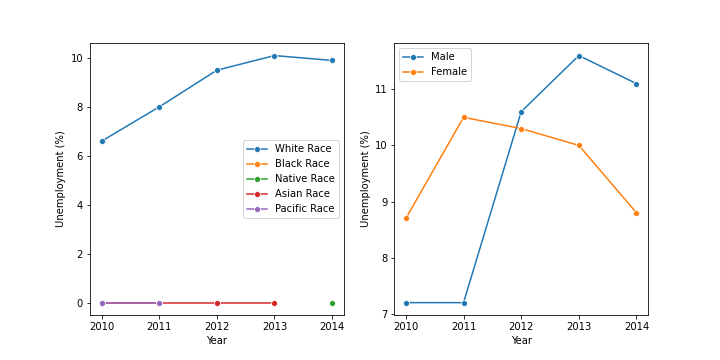 10
8
6
4
2
0
Unemployment (%)
White Race
Black Race
Native Race
Asian Race
Pacific Race
2010 2011 2012 2013 2014
Year
Male
Female
11
10
9
8
7
Unemployment (%)
2010 2011 2012 2013 2014
Year